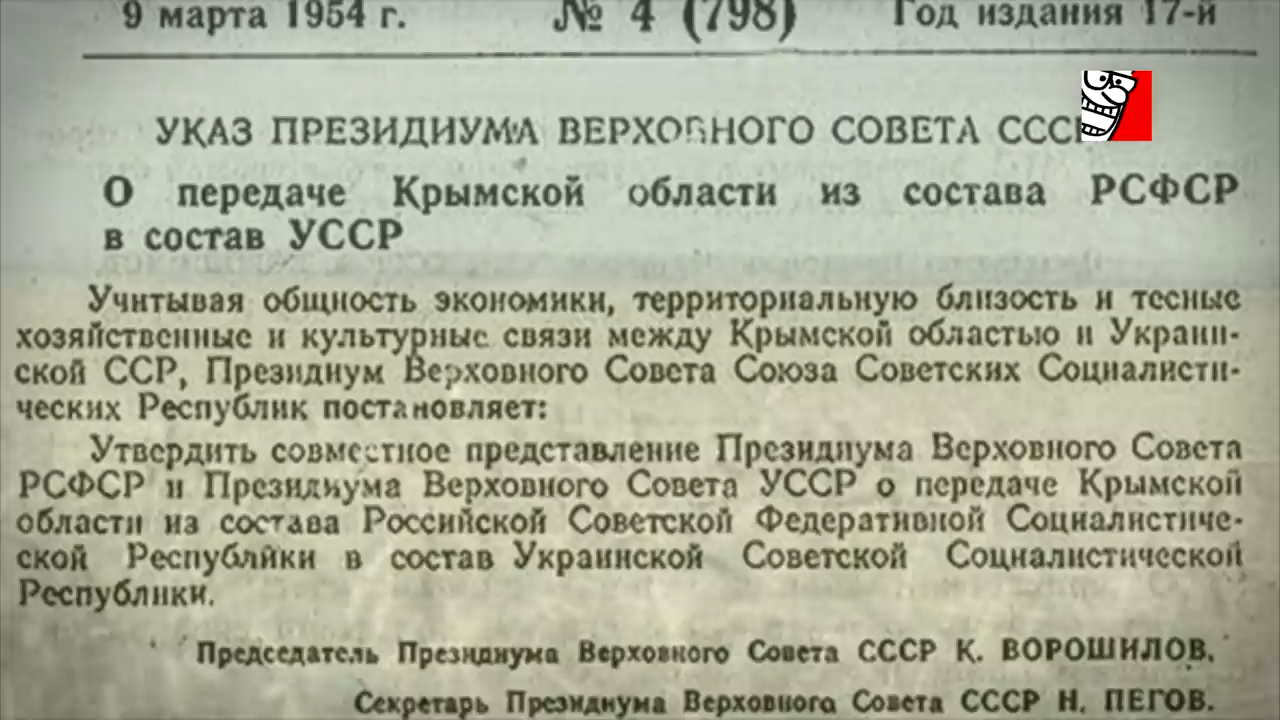 9 марта 1954 г. № 4 (798) Год издания 17-й
УКАЗ ПРЕЗИДИУМА ВЕРХОВНОГО СОВЕТА СССР
О передаче Крымской области из состава РСФСР
в состав УССР
Учитывая общность экономики, территориальную близость и тесные
хозяйственные и культурные связи между Крымской областью и Украин-
ской ССР, Президиум Верховного Совета Союза Советских Социалисти-
ческих Республик постановляет:
Утвердить совместное представление Президиума Верховного Совета
РСФСР и Президиума Верховного Совета УССР о передаче Крымской
области из состава Российской Советской Федеративной Социалистиче-
ской Республики в состав Украинской Советской Социалистической
Республики.
Председатель Президиума Верховного Совета СССР К. ВОРОШИЛОВ.
Секретарь Президиума Верховного Совета СССР Н. ПЕГОВ.